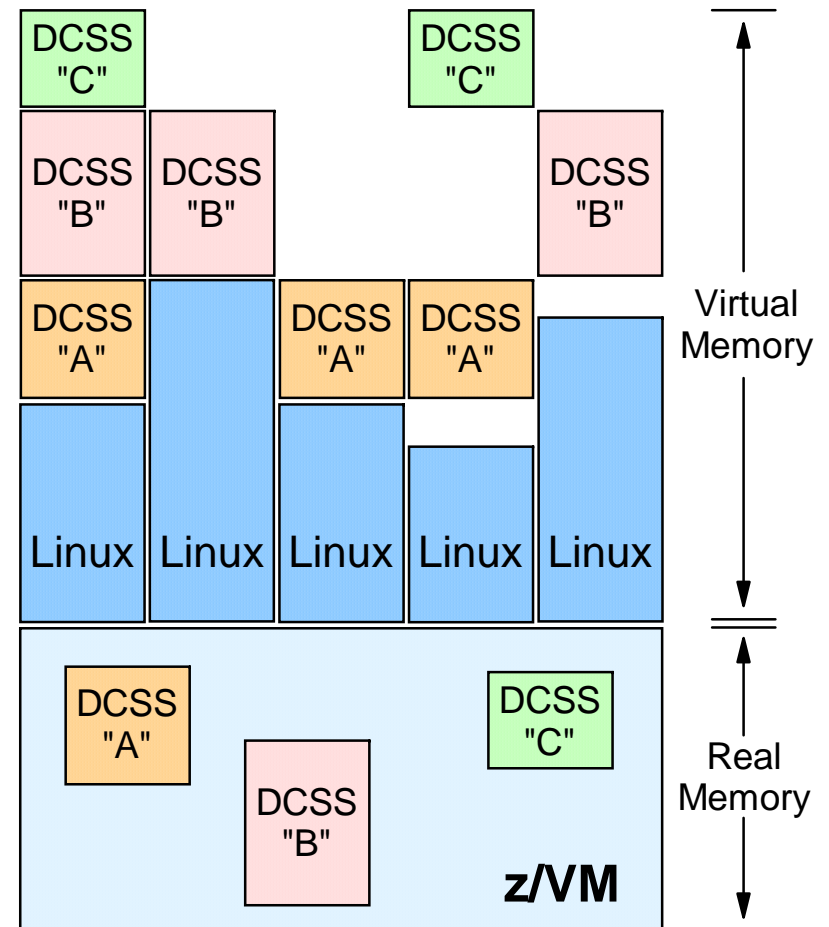 DCSS
"C"
DCSS
"C"
DCSS
"B"
DCSS
"B"
DCSS
"B"
DCSS
"A"
DCSS
"A"
DCSS
"A"
Virtual
Memory
Linux
Linux
Linux
Linux
Linux
DCSS
"A"
DCSS
"C"
DCSS
"B"
Real
Memory
z/VM